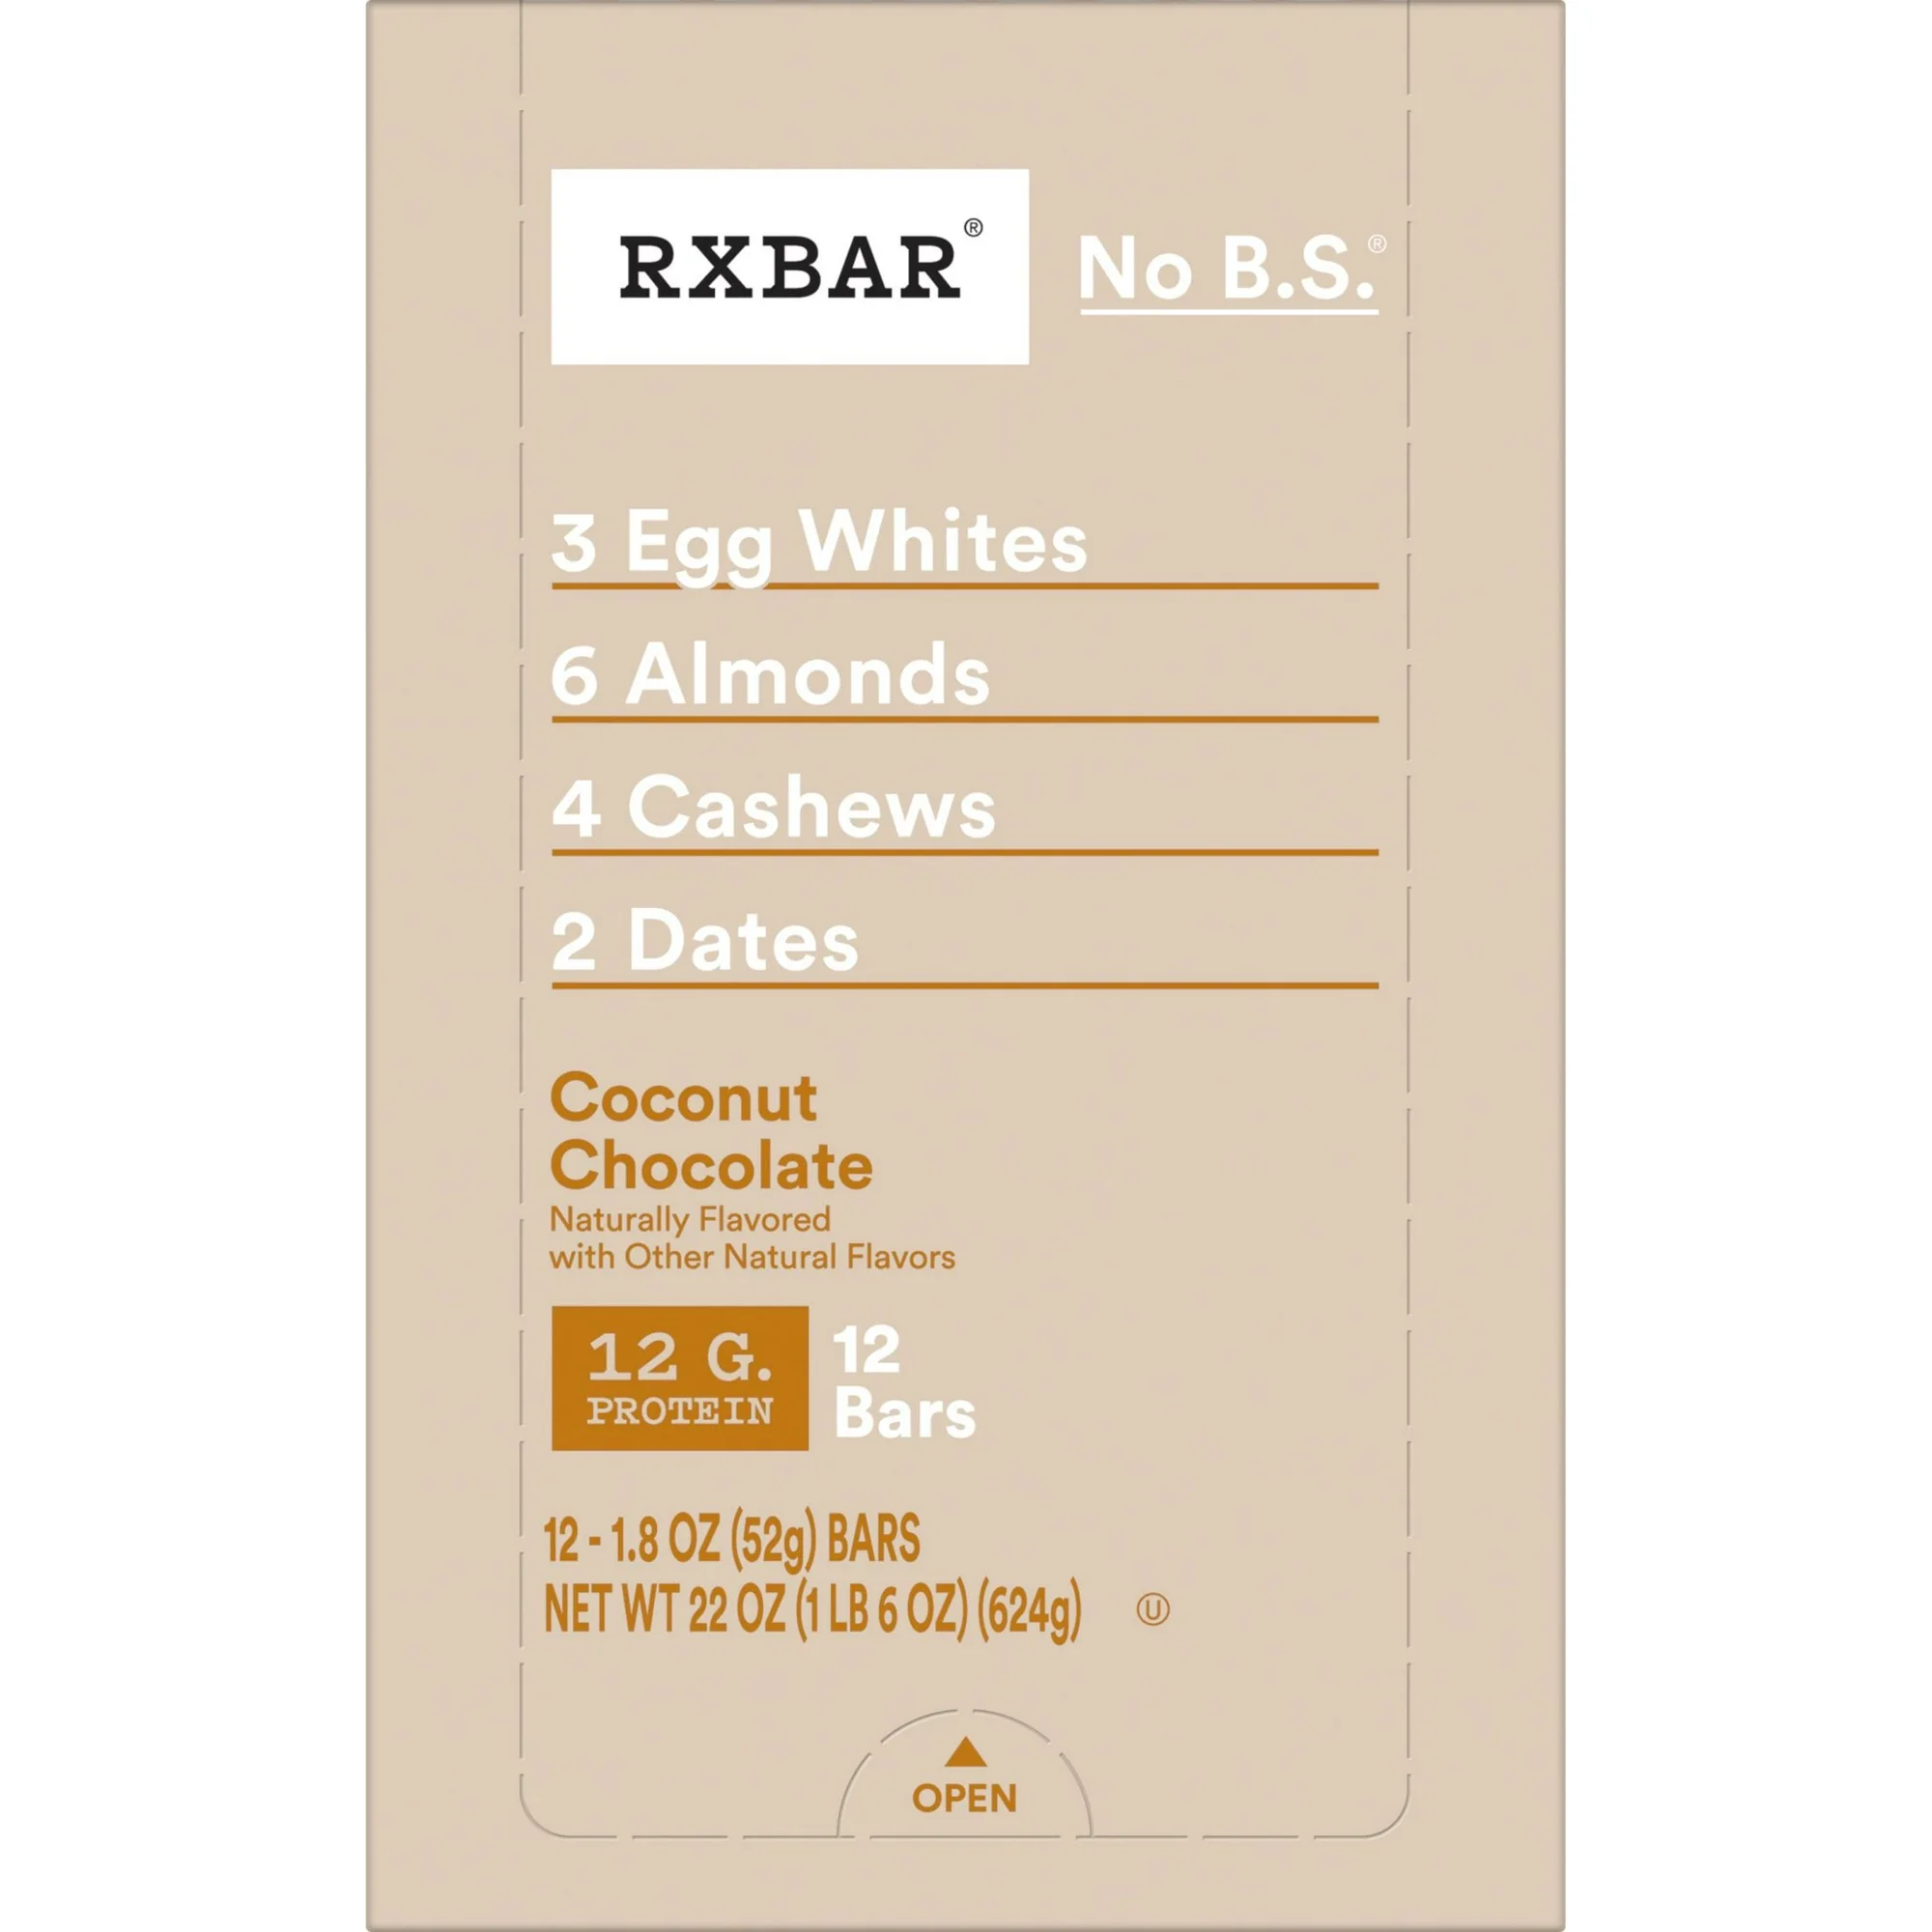 RXBAR®
No B.S.®
3 Egg Whites
6 Almonds
4 Cashews
2 Dates
Coconut
Chocolate
Naturally Flavored
with Other Natural Flavors
12 G.
PROTEIN
12
Bars
12 - 1.8 OZ (52g) BARS
NET WT 22 OZ (1 LB 6 OZ) (624g)
Ⓤ
OPEN